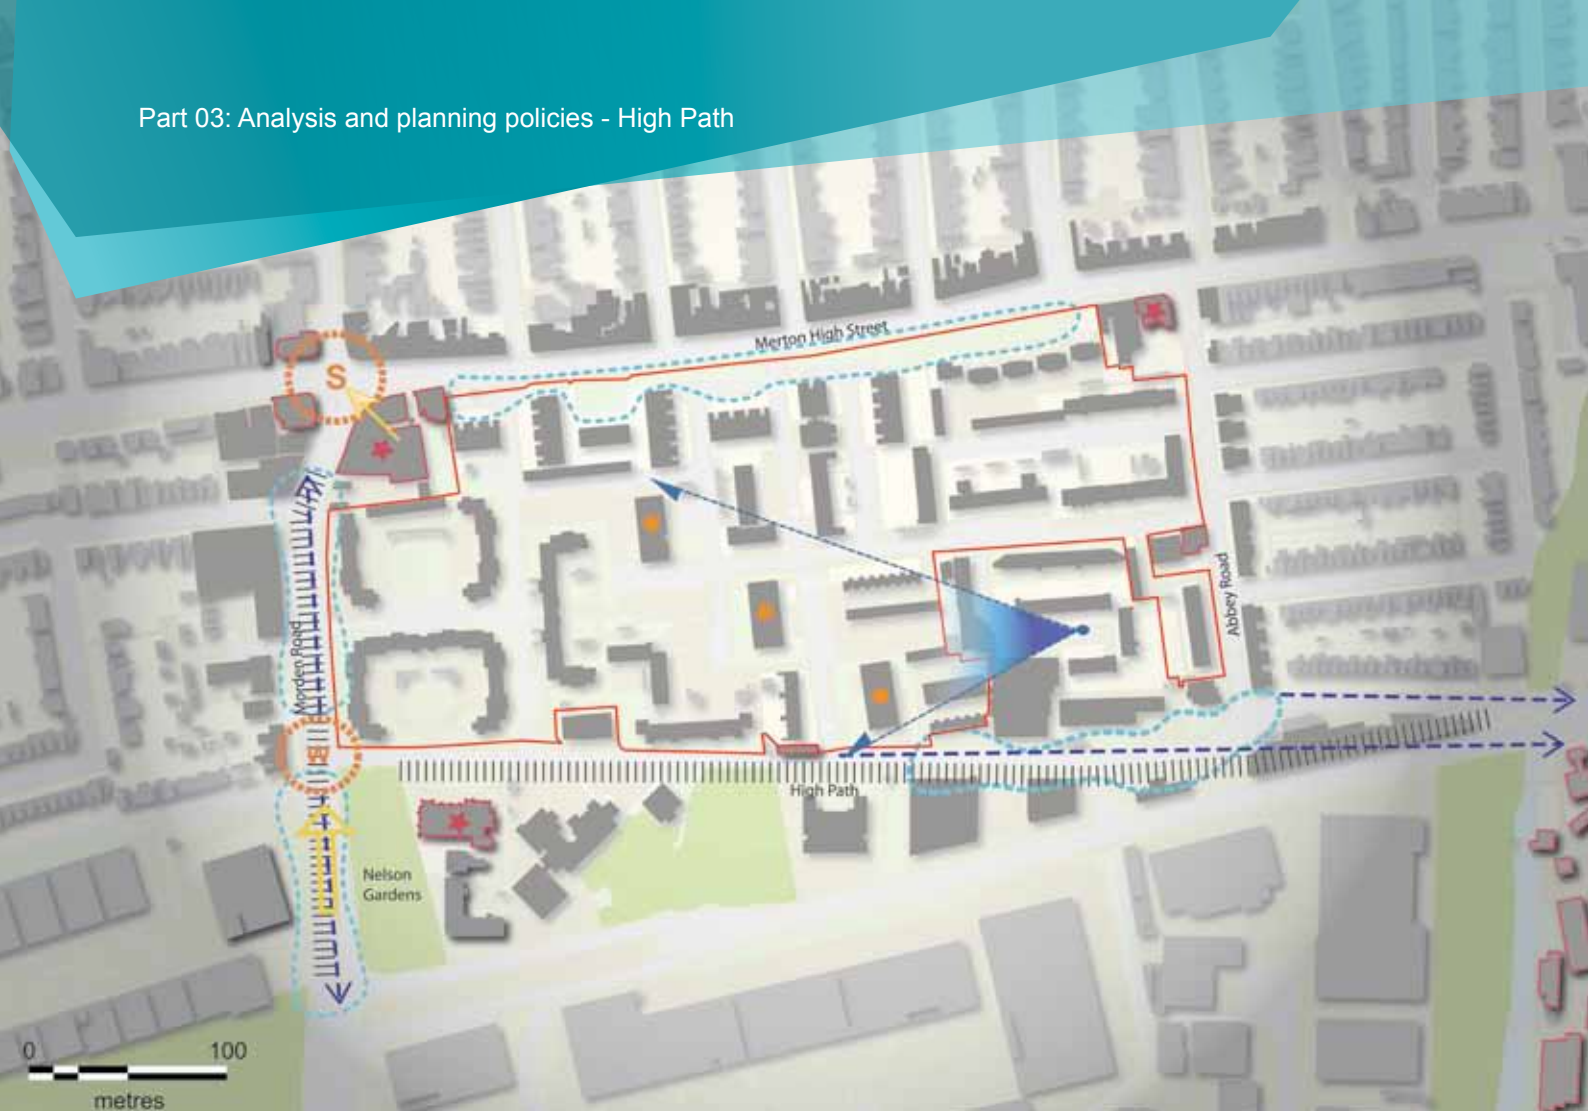 Part 03: Analysis and planning policies - High Path
Merton High Street
S
Morden Road
Abbey Road
High Path
Nelson
Gardens
0 100
metres